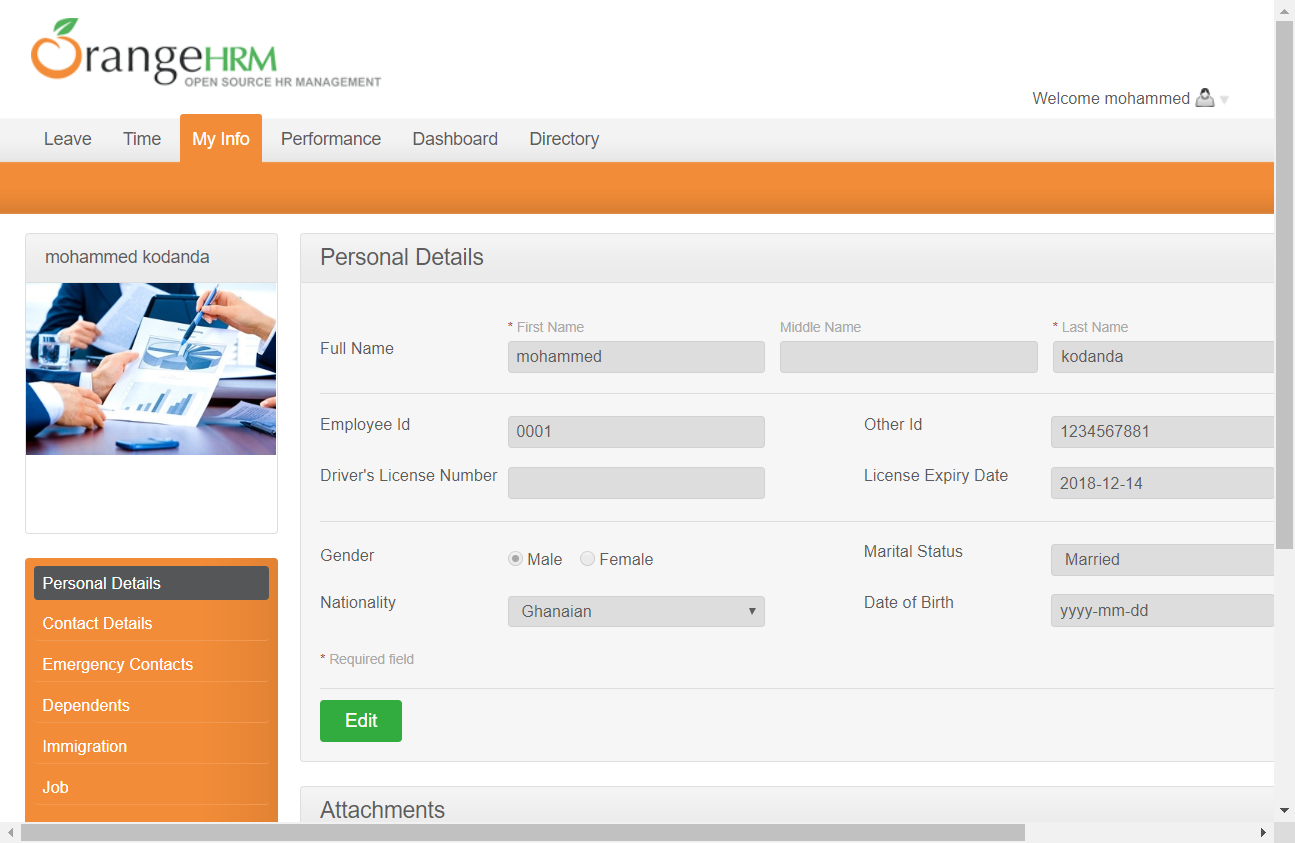 OrangeHRM
OPEN SOURCE HR MANAGEMENT
Welcome mohammed
Leave Time My Info Performance Dashboard Directory
mohammed kodanda
Personal Details
* First Name Middle Name * Last Name
Full Name mohammed kodanda
Employee Id 0001 Other Id 1234567881
Driver's License Number License Expiry Date 2018-12-14
Gender Male Female Marital Status Married
Nationality Ghanaian Date of Birth yyyy-mm-dd
* Required field
Edit
Attachments
Personal Details
Contact Details
Emergency Contacts
Dependents
Immigration
Job